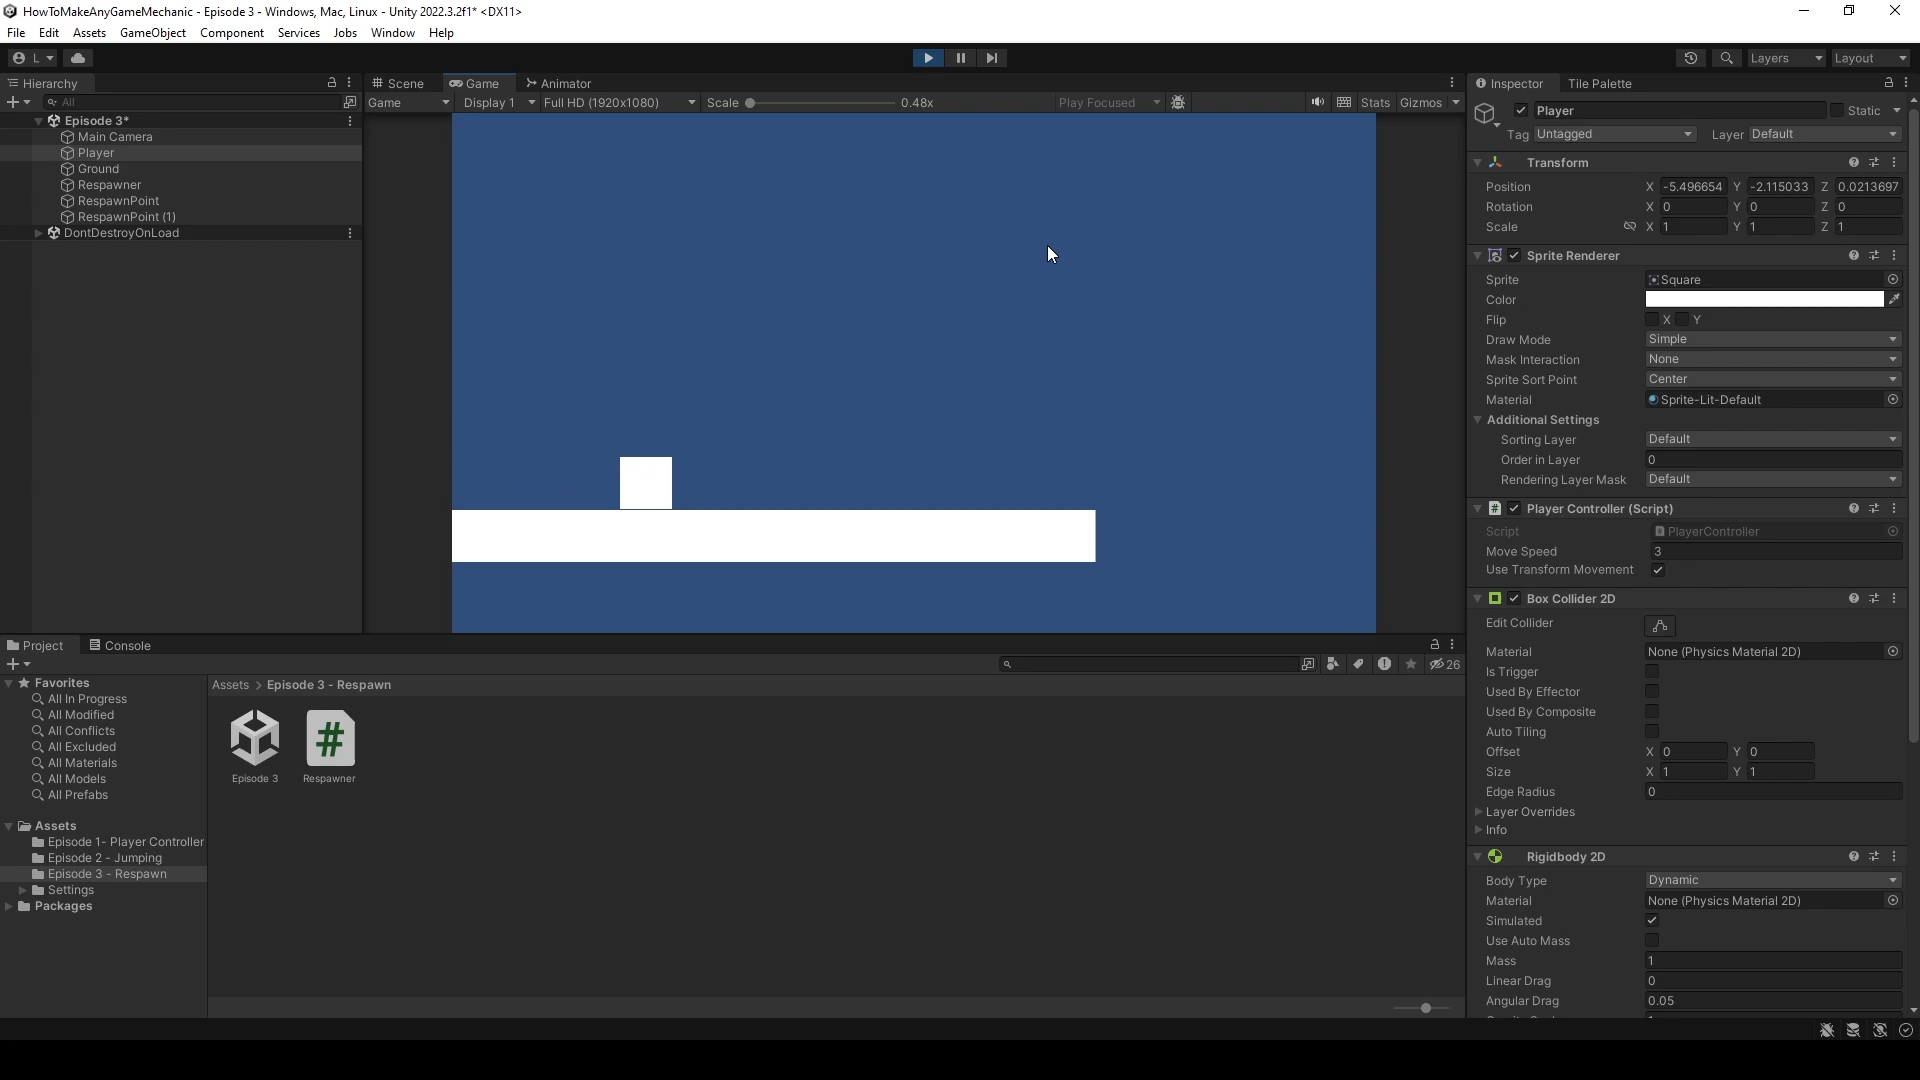 HowToMakeAnyGameMechanic - Episode 3 - Windows, Mac, Linux - Unity 2022.3.2f1* <DX11>
File Edit Assets GameObject Component Services Jobs Window Help
L Layers Layout
Hierarchy
All
Episode 3*
Main Camera
Player
Ground
Respawner
RespawnPoint
RespawnPoint (1)
DontDestroyOnLoad
Scene Game Animator
Game Display 1 Full HD (1920x1080) Scale 0.48x Play Focused Stats Gizmos
Inspector Tile Palette
Player Static
Tag Untagged Layer Default
Transform
Position X -5.496654 Y -2.115033 Z 0.0213697
Rotation X 0 Y 0 Z 0
Scale X 1 Y 1 Z 1
Sprite Renderer
Sprite Square
Color
Flip X Y
Draw Mode Simple
Mask Interaction None
Sprite Sort Point Center
Material Sprite-Lit-Default
Additional Settings
Sorting Layer Default
Order in Layer 0
Rendering Layer Mask Default
# Player Controller (Script)
Script PlayerController
Move Speed 3
Use Transform Movement
Box Collider 2D
Edit Collider
Material None (Physics Material 2D)
Is Trigger
Used By Effector
Used By Composite
Auto Tiling
Offset X 0 Y 0
Size X 1 Y 1
Edge Radius 0
Layer Overrides
Info
Rigidbody 2D
Body Type Dynamic
Material None (Physics Material 2D)
Simulated
Use Auto Mass
Mass 1
Linear Drag 0
Angular Drag 0.05
Project Console
26
Favorites
All In Progress
All Modified
All Conflicts
All Excluded
All Materials
All Models
All Prefabs
Assets
Episode 1- Player Controller
Episode 2 - Jumping
Episode 3 - Respawn
Settings
Packages
Assets > Episode 3 - Respawn
#
Episode 3 Respawner